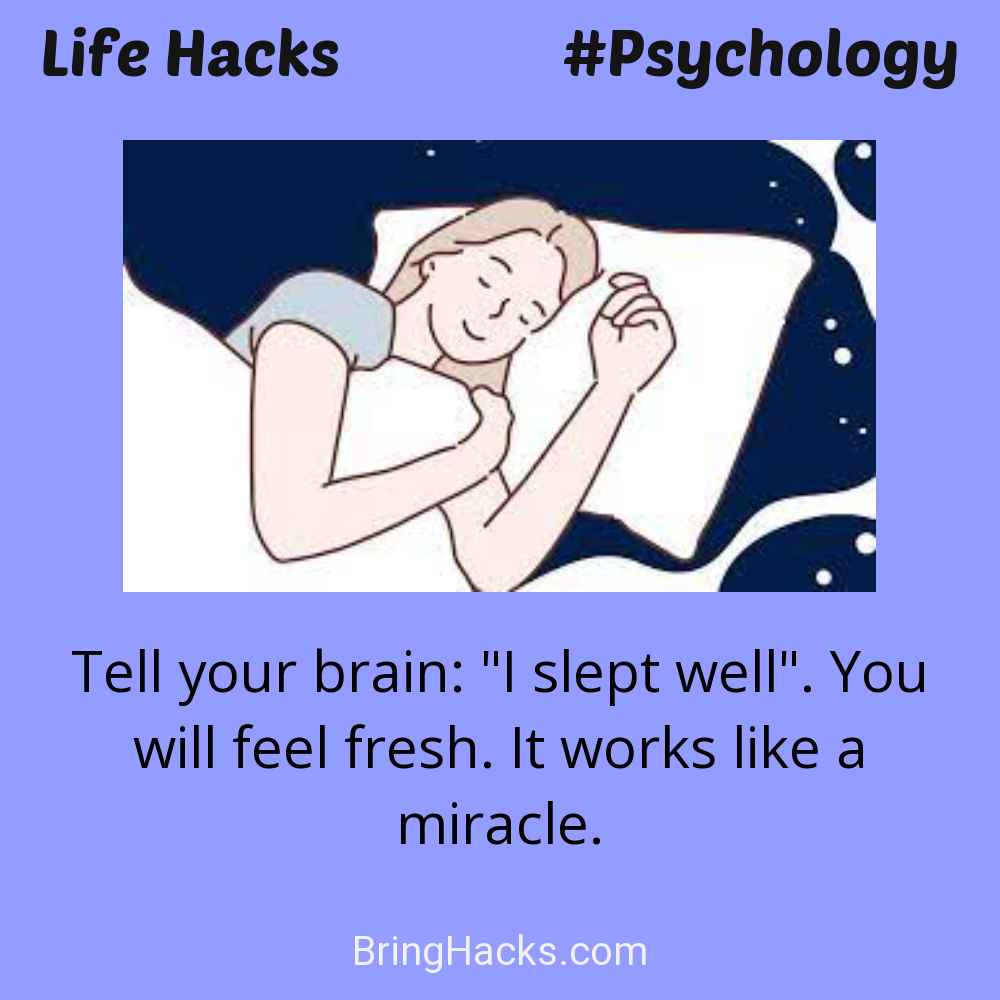 Life Hacks
#Psychology
Tell your brain: "I slept well". You
will feel fresh. It works like a
miracle.
BringHacks.com